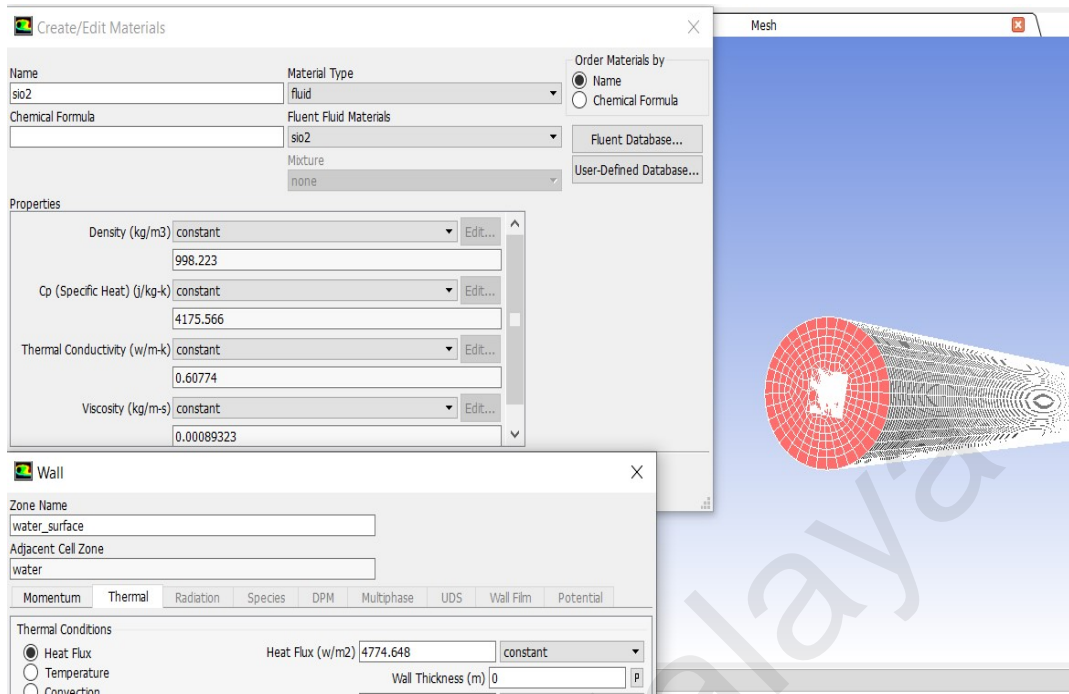 Create/Edit Materials
Mesh
Name
Material Type
Order Materials by
sio2
fluid
Name
Chemical Formula
Chemical Formula
Fluent Fluid Materials
sio2
Fluent Database...
Mixture
none
User-Defined Database...
Properties
Density (kg/m3) constant Edit...
998.223
Cp (Specific Heat) (j/kg-k) constant Edit...
4175.566
Thermal Conductivity (w/m-k) constant Edit...
0.60774
Viscosity (kg/m-s) constant Edit...
0.00089323
Wall
Zone Name
water_surface
Adjacent Cell Zone
water
Momentum Thermal Radiation Species DPM Multiphase UDS Wall Film Potential
Thermal Conditions
Heat Flux
Heat Flux (w/m2) 4774.648 constant
Temperature
Wall Thickness (m) 0 P
Convection
alaya